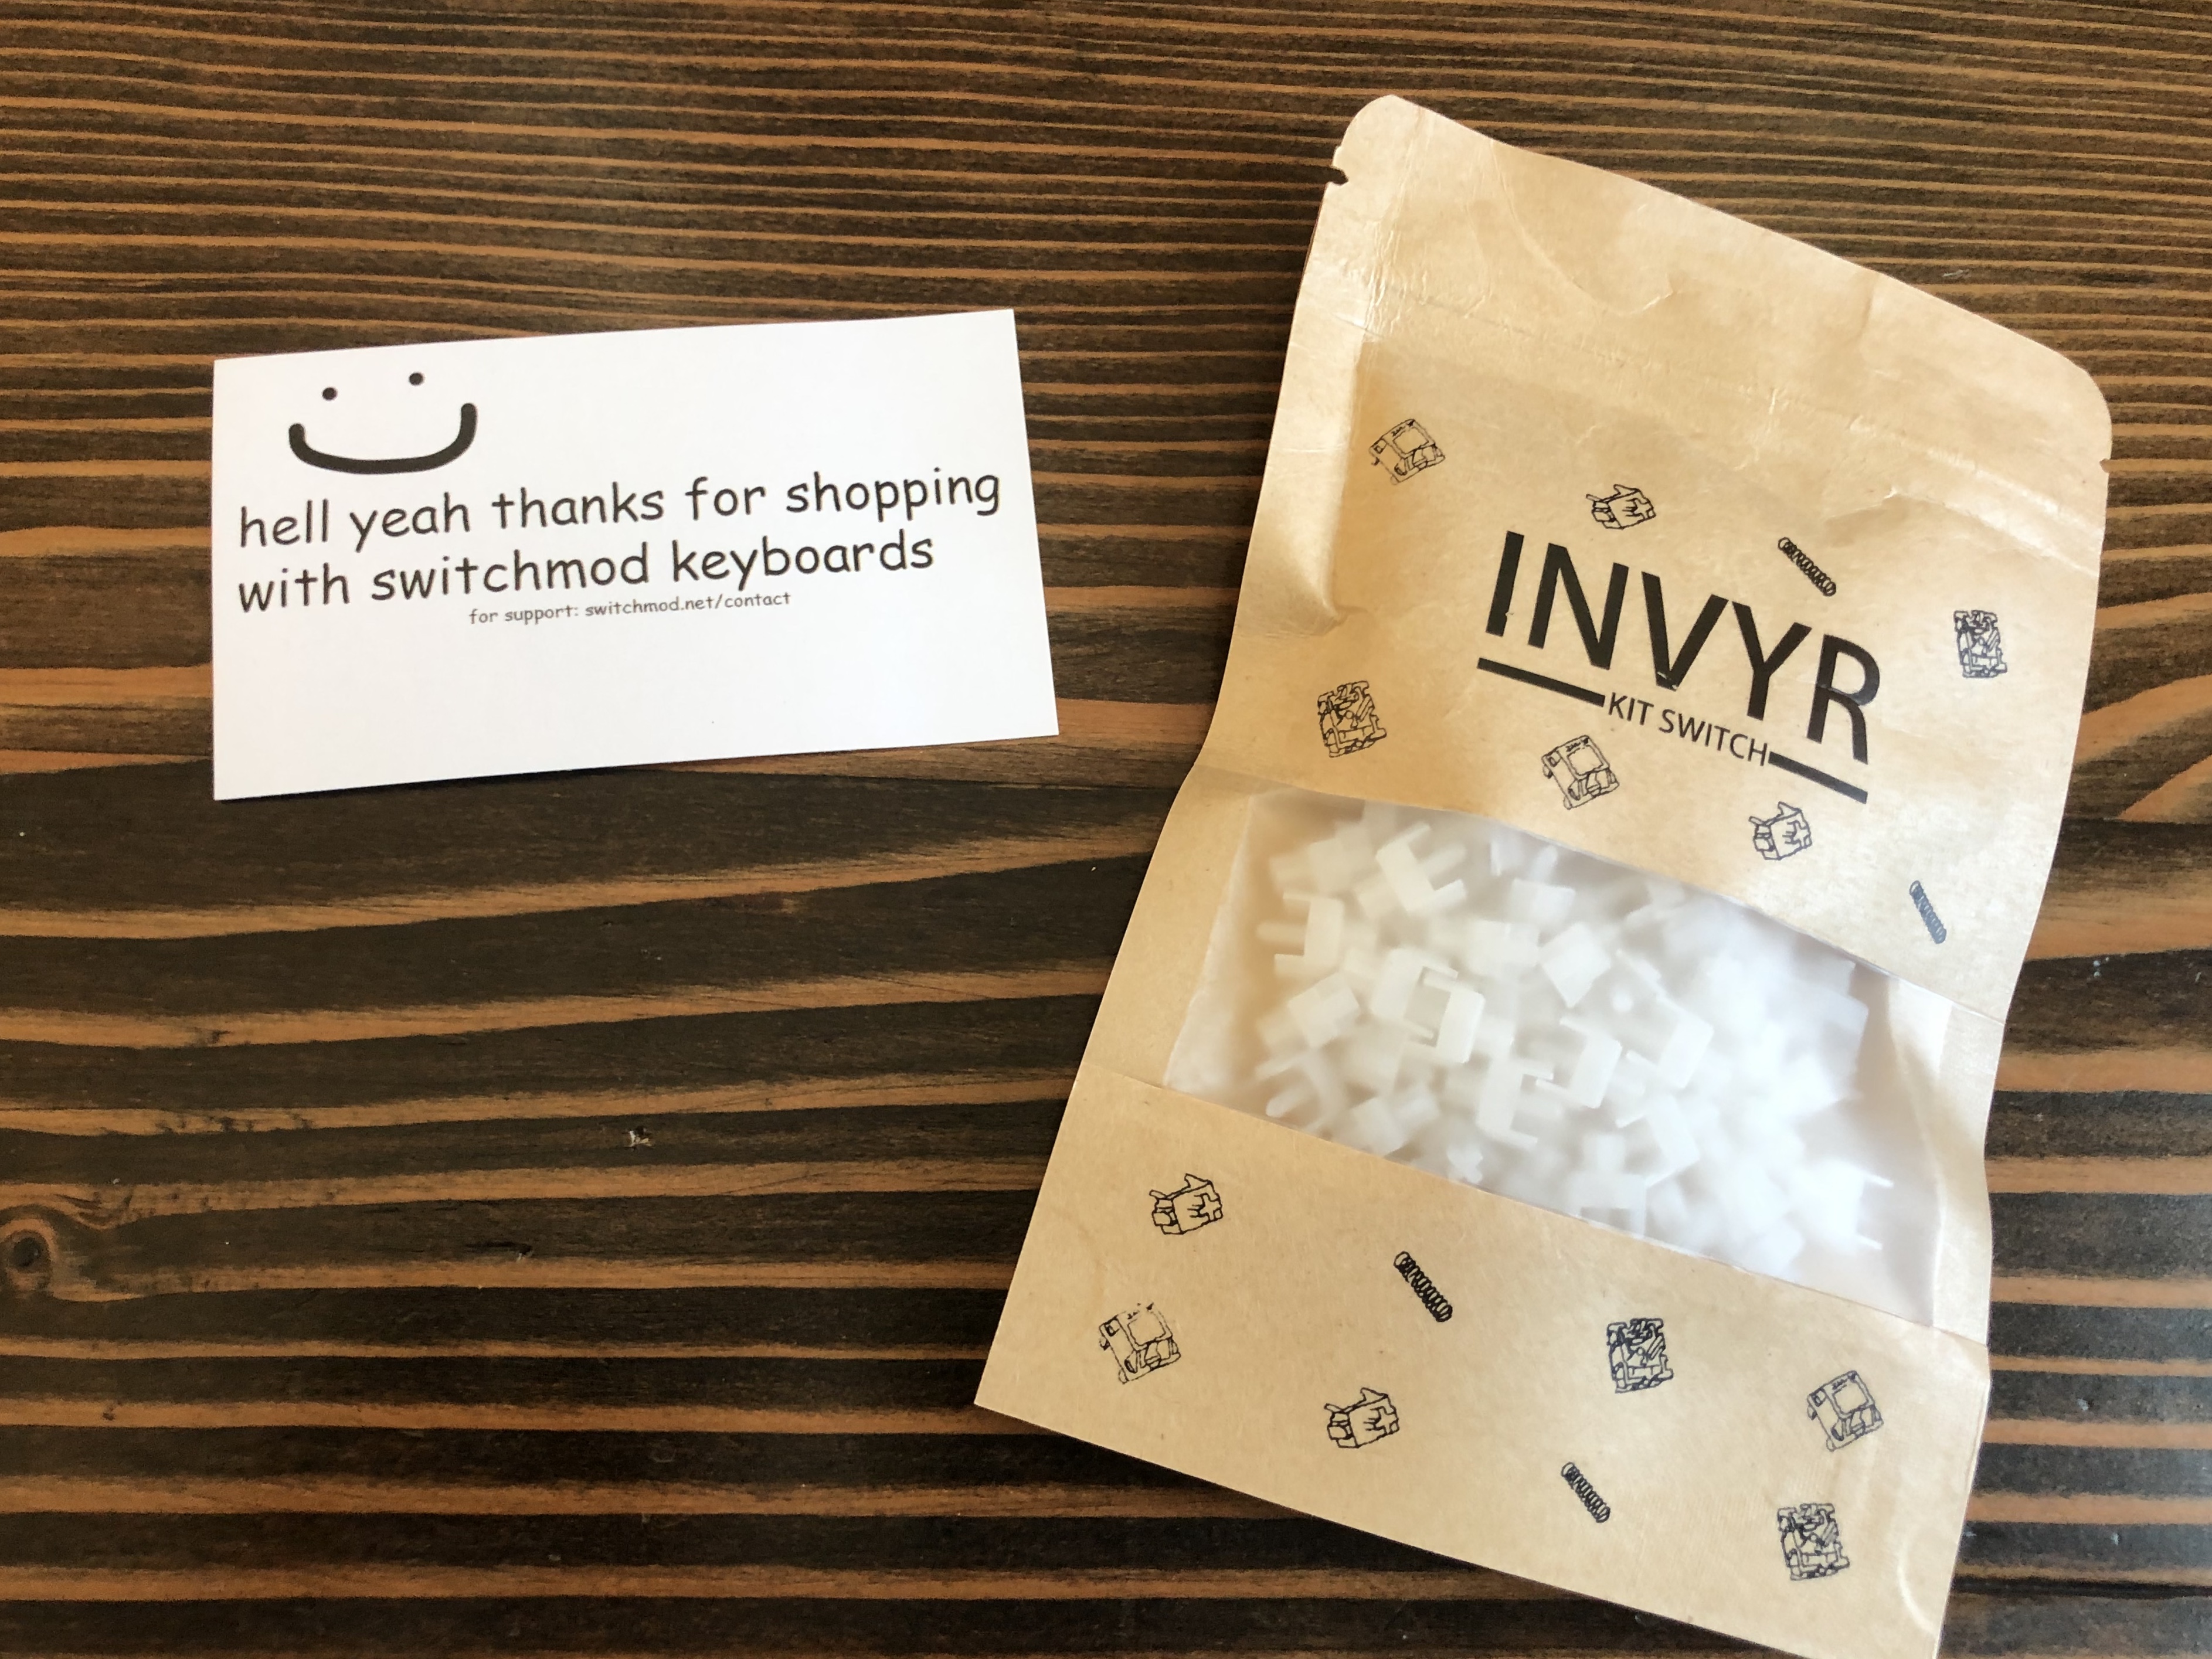 hell yeah thanks for shopping
with switchmod keyboards
for support: switchmod.net/contact
INVYR
KIT SWITCH